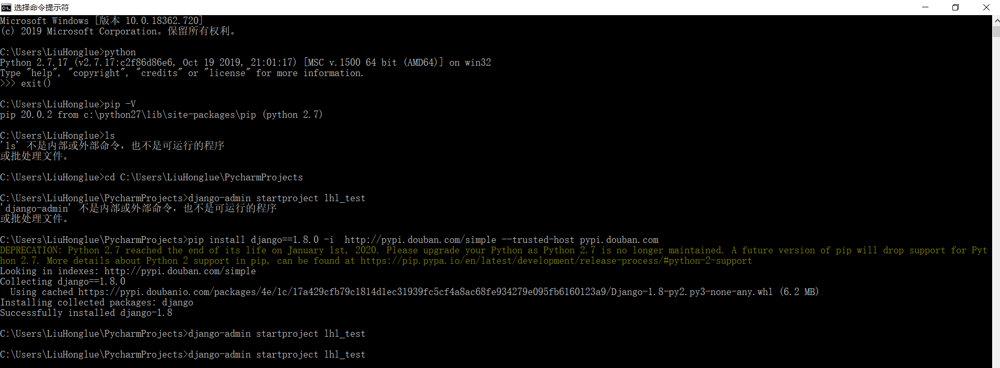 选择命令提示符
Microsoft Windows [版本 10.0.18362.720]
(c) 2019 Microsoft Corporation。保留所有权利。
C:\Users\LiuHonglue>python
Python 2.7.17 (v2.7.17:c2f86d86e6, Oct 19 2019, 21:01:17) [MSC v.1500 64 bit (AMD64)] on win32
Type "help", "copyright", "credits" or "license" for more information.
>>> exit()
C:\Users\LiuHonglue>pip -V
pip 20.0.2 from c:\python27\lib\site-packages\pip (python 2.7)
C:\Users\LiuHonglue>ls
'ls' 不是内部或外部命令，也不是可运行的程序
或批处理文件。
C:\Users\LiuHonglue>cd C:\Users\LiuHonglue\PycharmProjects
C:\Users\LiuHonglue\PycharmProjects>django-admin startproject lhl_test
'django-admin' 不是内部或外部命令，也不是可运行的程序
或批处理文件。
C:\Users\LiuHonglue\PycharmProjects>pip install django==1.8.0 -i  http://pypi.douban.com/simple --trusted-host pypi.douban.com
DEPRECATION: Python 2.7 reached the end of its life on January 1st, 2020. Please upgrade your Python as Python 2.7 is no longer maintained. A future version of pip will drop support for Pyt
hon 2.7. More details about Python 2 support in pip, can be found at https://pip.pypa.io/en/latest/development/release-process/#python-2-support
Looking in indexes: http://pypi.douban.com/simple
Collecting django==1.8.0
  Using cached https://pypi.doubanio.com/packages/4e/1c/17a429cfb79c1814d1ec31939fc5cf4a8ac68fe934279e095fb6160123a9/Django-1.8-py2.py3-none-any.whl (6.2 MB)
Installing collected packages: django
Successfully installed django-1.8
C:\Users\LiuHonglue\PycharmProjects>django-admin startproject lhl_test
C:\Users\LiuHonglue\PycharmProjects>django-admin startproject lhl_test